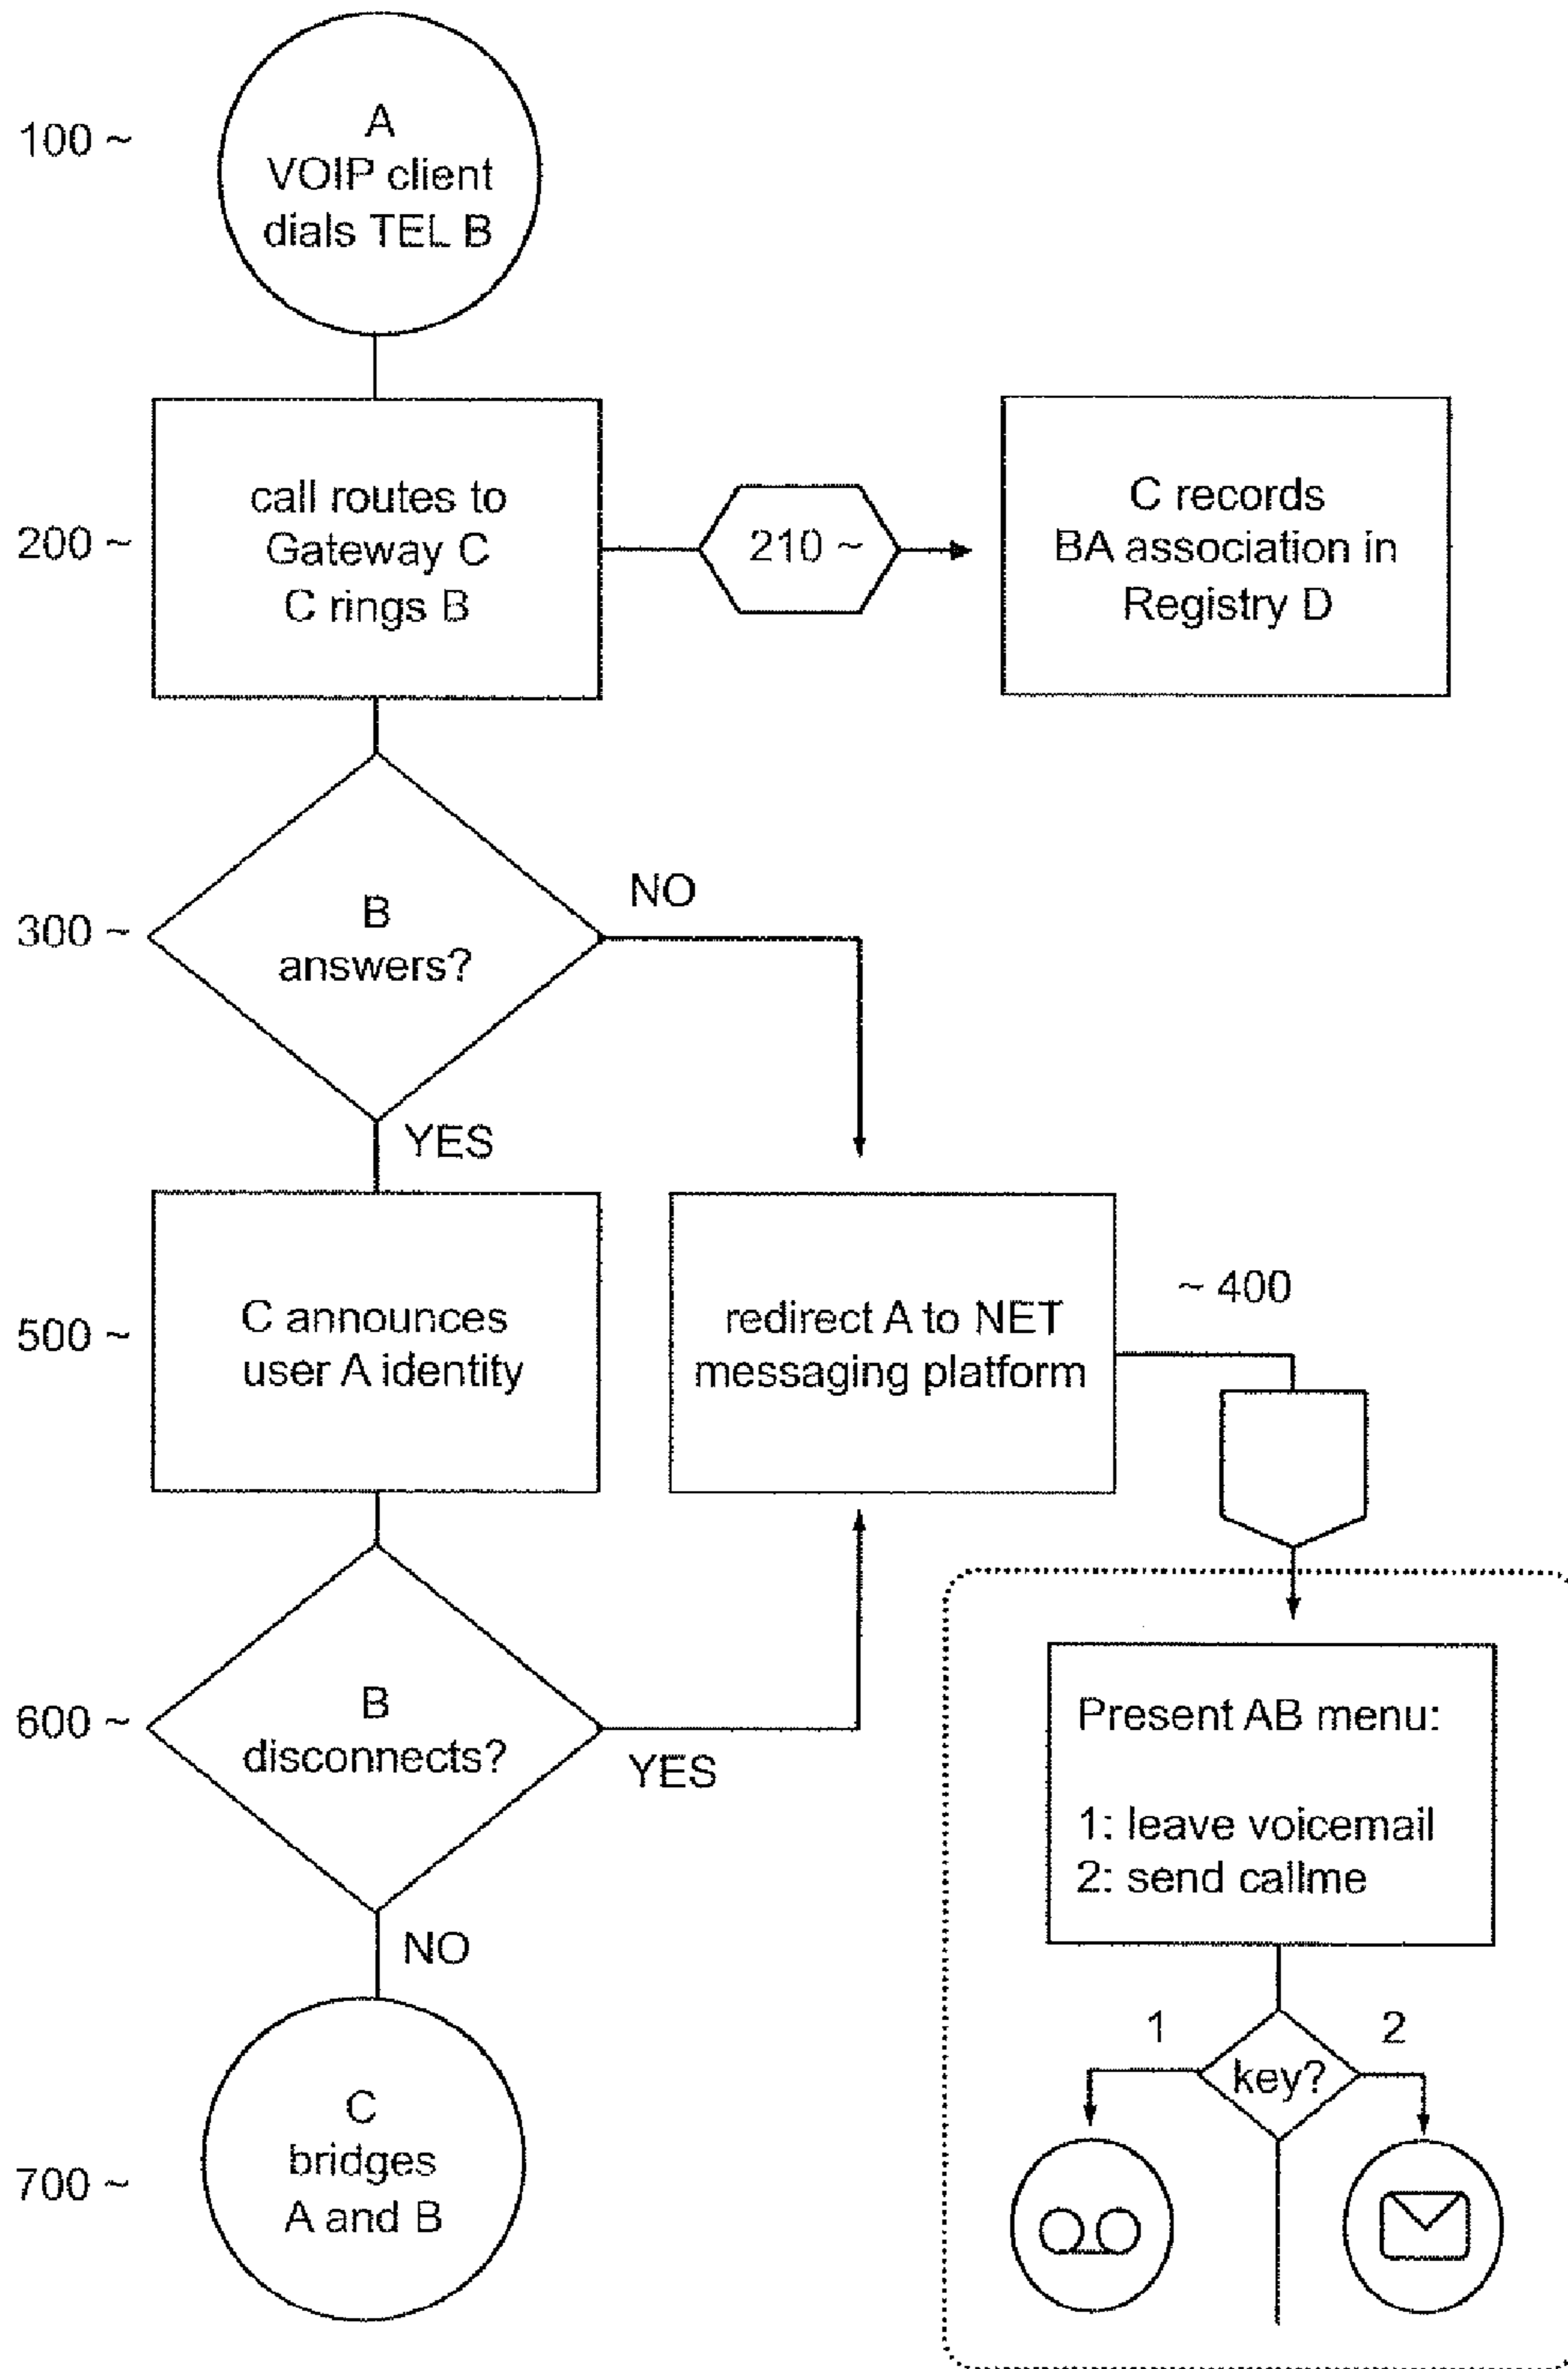 100 ~
A
VOIP client
dials TEL B
200 ~
call routes to
Gateway C
C rings B
210 ~
C records
BA association in
Registry D
300 ~
B
answers?
NO
YES
500 ~
C announces
user A identity
redirect A to NET
messaging platform
~ 400
600 ~
B
disconnects?
YES
NO
Present AB menu:
1: leave voicemail
2: send callme
1
key?
2
700 ~
C
bridges
A and B